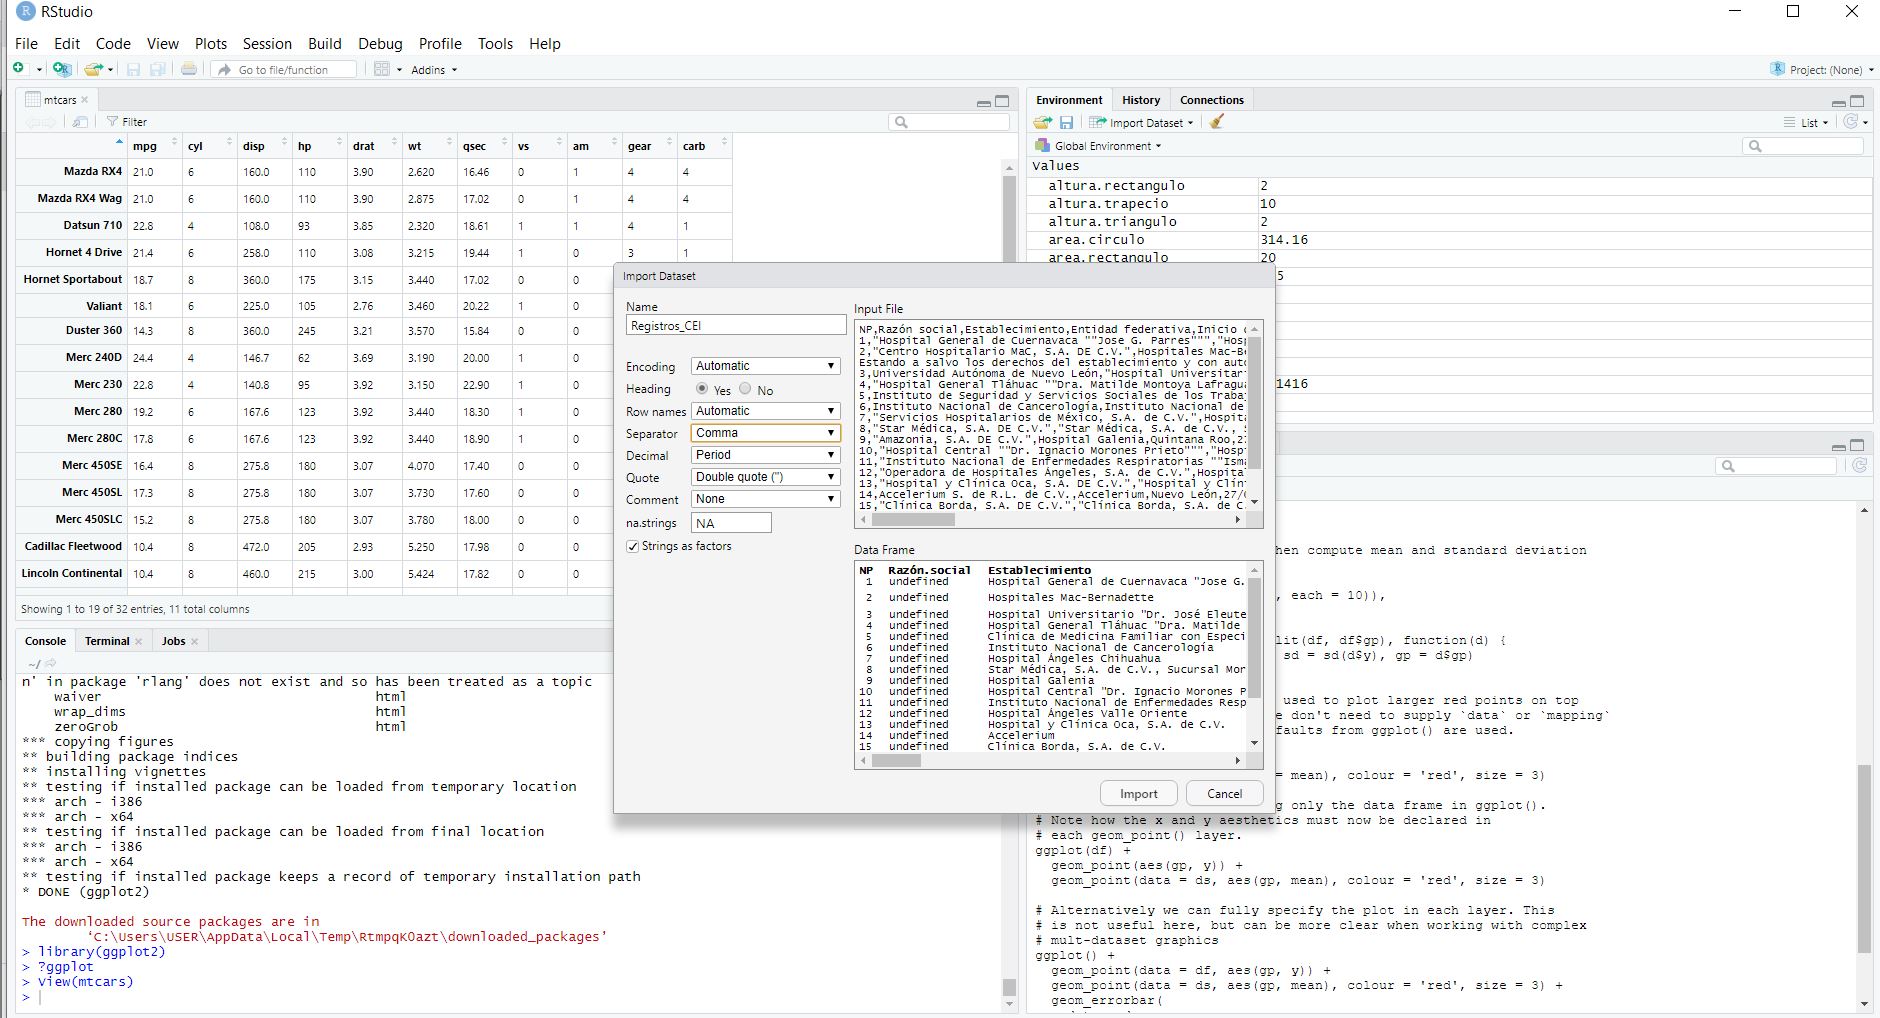 RStudio
File Edit Code View Plots Session Build Debug Profile Tools Help
Go to file/function Addins Project: (None)
mtcars
Filter
mpg cyl disp hp drat wt qsec vs am gear carb
Mazda RX4 21.0 6 160.0 110 3.90 2.620 16.46 0 1 4 4
Mazda RX4 Wag 21.0 6 160.0 110 3.90 2.875 17.02 0 1 4 4
Datsun 710 22.8 4 108.0 93 3.85 2.320 18.61 1 1 4 1
Hornet 4 Drive 21.4 6 258.0 110 3.08 3.215 19.44 1 0 3 1
Hornet Sportabout 18.7 8 360.0 175 3.15 3.440 17.02 0 0
Valiant 18.1 6 225.0 105 2.76 3.460 20.22 1 0
Duster 360 14.3 8 360.0 245 3.21 3.570 15.84 0 0
Merc 240D 24.4 4 146.7 62 3.69 3.190 20.00 1 0
Merc 230 22.8 4 140.8 95 3.92 3.150 22.90 1 0
Merc 280 19.2 6 167.6 123 3.92 3.440 18.30 1 0
Merc 280C 17.8 6 167.6 123 3.92 3.440 18.90 1 0
Merc 450SE 16.4 8 275.8 180 3.07 4.070 17.40 0 0
Merc 450SL 17.3 8 275.8 180 3.07 3.730 17.60 0 0
Merc 450SLC 15.2 8 275.8 180 3.07 3.780 18.00 0 0
Cadillac Fleetwood 10.4 8 472.0 205 2.93 5.250 17.98 0 0
Lincoln Continental 10.4 8 460.0 215 3.00 5.424 17.82 0 0
Showing 1 to 19 of 32 entries, 11 total columns
Console Terminal Jobs
~/
n' in package 'rlang' does not exist and so has been treated as a topic
waiver html
wrap_dims html
zeroGrob html
*** copying figures
** building package indices
** installing vignettes
** testing if installed package can be loaded from temporary location
*** arch - i386
*** arch - x64
** testing if installed package can be loaded from final location
*** arch - i386
*** arch - x64
** testing if installed package keeps a record of temporary installation path
* DONE (ggplot2)
The downloaded source packages are in
‘C:\Users\USER\AppData\Local\Temp\RtmpqKOazt\downloaded_packages’
> library(ggplot2)
> ?ggplot
> View(mtcars)
>
Import Dataset
Name
Registros_CEI
Encoding Automatic
Heading Yes No
Row names Automatic
Separator Comma
Decimal Period
Quote Double quote (")
Comment None
na.strings NA
Strings as factors
Input File
NP,Razón social,Establecimiento,Entidad federativa,Inicio
1,"Hospital General de Cuernavaca ""Jose G. Parres""","Hosp
2,"Centro Hospitalario MaC, S.A. DE C.V.",Hospitales Mac-Be
Estando a salvo los derechos del establecimiento y con auto
3,Universidad Autónoma de Nuevo León,"Hospital Universitar
4,"Hospital General Tláhuac ""Dra. Matilde Montoya Lafragua
5,Instituto de Seguridad y Servicios Sociales de los Traba
6,Instituto Nacional de Cancerología,Instituto Nacional de
7,"Servicios Hospitalarios de México, S.A. de C.V.",Hospita
8,"Star Médica, S.A. DE C.V.","Star Médica, S.A. de C.V., S
9,"Amazonia, S.A. DE C.V.",Hospital Galenia,Quintana Roo,27
10,"Hospital Central ""Dr. Ignacio Morones Prieto""","Hosp
11,"Instituto Nacional de Enfermedades Respiratorias ""Ism
12,"Operadora de Hospitales Ángeles, S.A. de C.V.",Hospital
13,"Hospital y Clínica Oca, S.A. DE C.V.","Hospital y Clín
14,Accelerium S. de R.L. de C.V.,Accelerium,Nuevo León,27/
15,"Clínica Borda, S.A. DE C.V.","Clínica Borda, S.A. de C.
Data Frame
NP Razón.social Establecimiento
1 undefined Hospital General de Cuernavaca "Jose G.
2 undefined Hospitales Mac-Bernadette
3 undefined Hospital Universitario "Dr. José Eleute
4 undefined Hospital General Tláhuac "Dra. Matilde
5 undefined Clínica de Medicina Familiar con Especi
6 undefined Instituto Nacional de Cancerología
7 undefined Hospital Ángeles Chihuahua
8 undefined Star Médica, S.A. de C.V., Sucursal Mor
9 undefined Hospital Galenia
10 undefined Hospital Central "Dr. Ignacio Morones P
11 undefined Instituto Nacional de Enfermedades Resp
12 undefined Hospital Ángeles Valle Oriente
13 undefined Hospital y Clínica Oca, S.A. de C.V.
14 undefined Accelerium
15 undefined Clínica Borda, S.A. de C.V.
Import Cancel
Environment History Connections
Import Dataset List
Global Environment
Values
altura.rectangulo 2
altura.trapecio 10
altura.triangulo 2
area.circulo 314.16
area.rectangulo 20
5
1416
hen compute mean and standard deviation
, each = 10)),
lit(df, df$gp), function(d) {
sd = sd(d$y), gp = d$gp)
used to plot larger red points on top
e don't need to supply `data` or `mapping`
faults from ggplot() are used.
= mean), colour = 'red', size = 3)
g only the data frame in ggplot().
# Note how the x and y aesthetics must now be declared in
# each geom_point() layer.
ggplot(df) +
geom_point(aes(gp, y)) +
geom_point(data = ds, aes(gp, mean), colour = 'red', size = 3)
# Alternatively we can fully specify the plot in each layer. This
# is not useful here, but can be more clear when working with complex
# mult-dataset graphics
ggplot() +
geom_point(data = df, aes(gp, y)) +
geom_point(data = ds, aes(gp, mean), colour = 'red', size = 3) +
geom_errorbar(